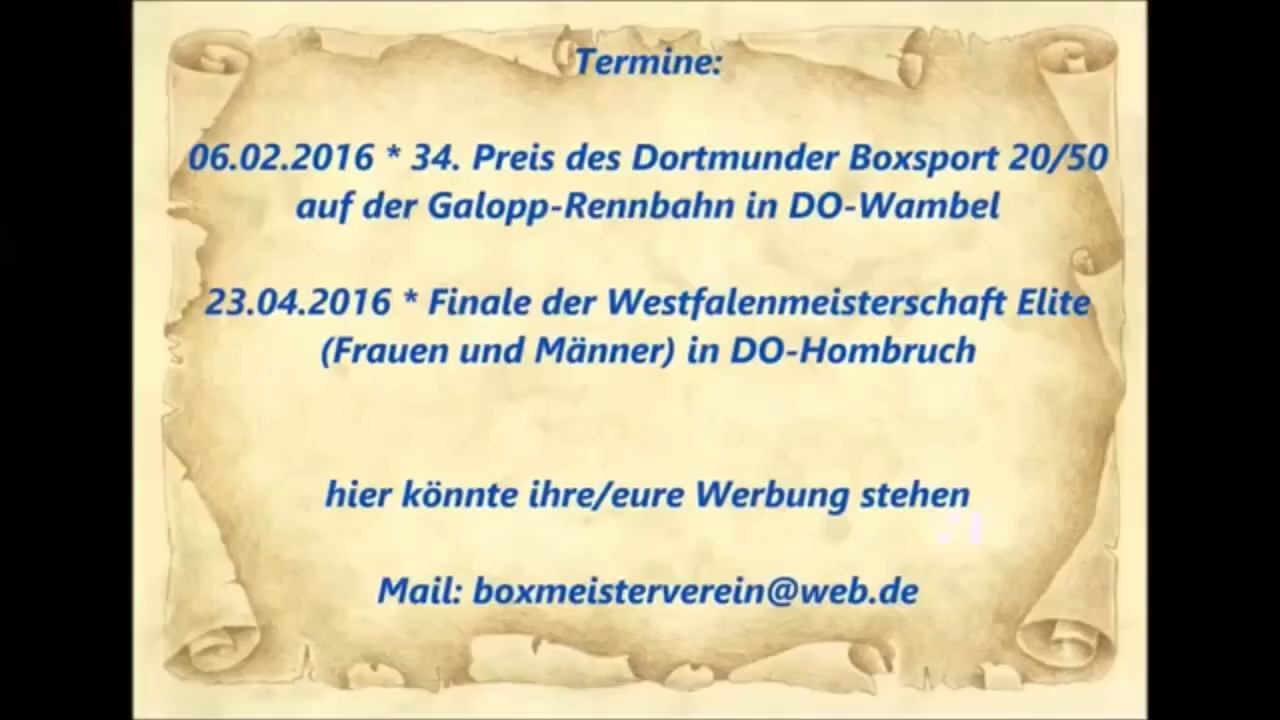 Termine:
06.02.2016 * 34. Preis des Dortmunder Boxsport 20/50
auf der Galopp-Rennbahn in DO-Wambel
23.04.2016 * Finale der Westfalenmeisterschaft Elite
(Frauen und Männer) in DO-Hombruch
hier könnte ihre/eure Werbung stehen
Mail: boxmeisterverein@web.de